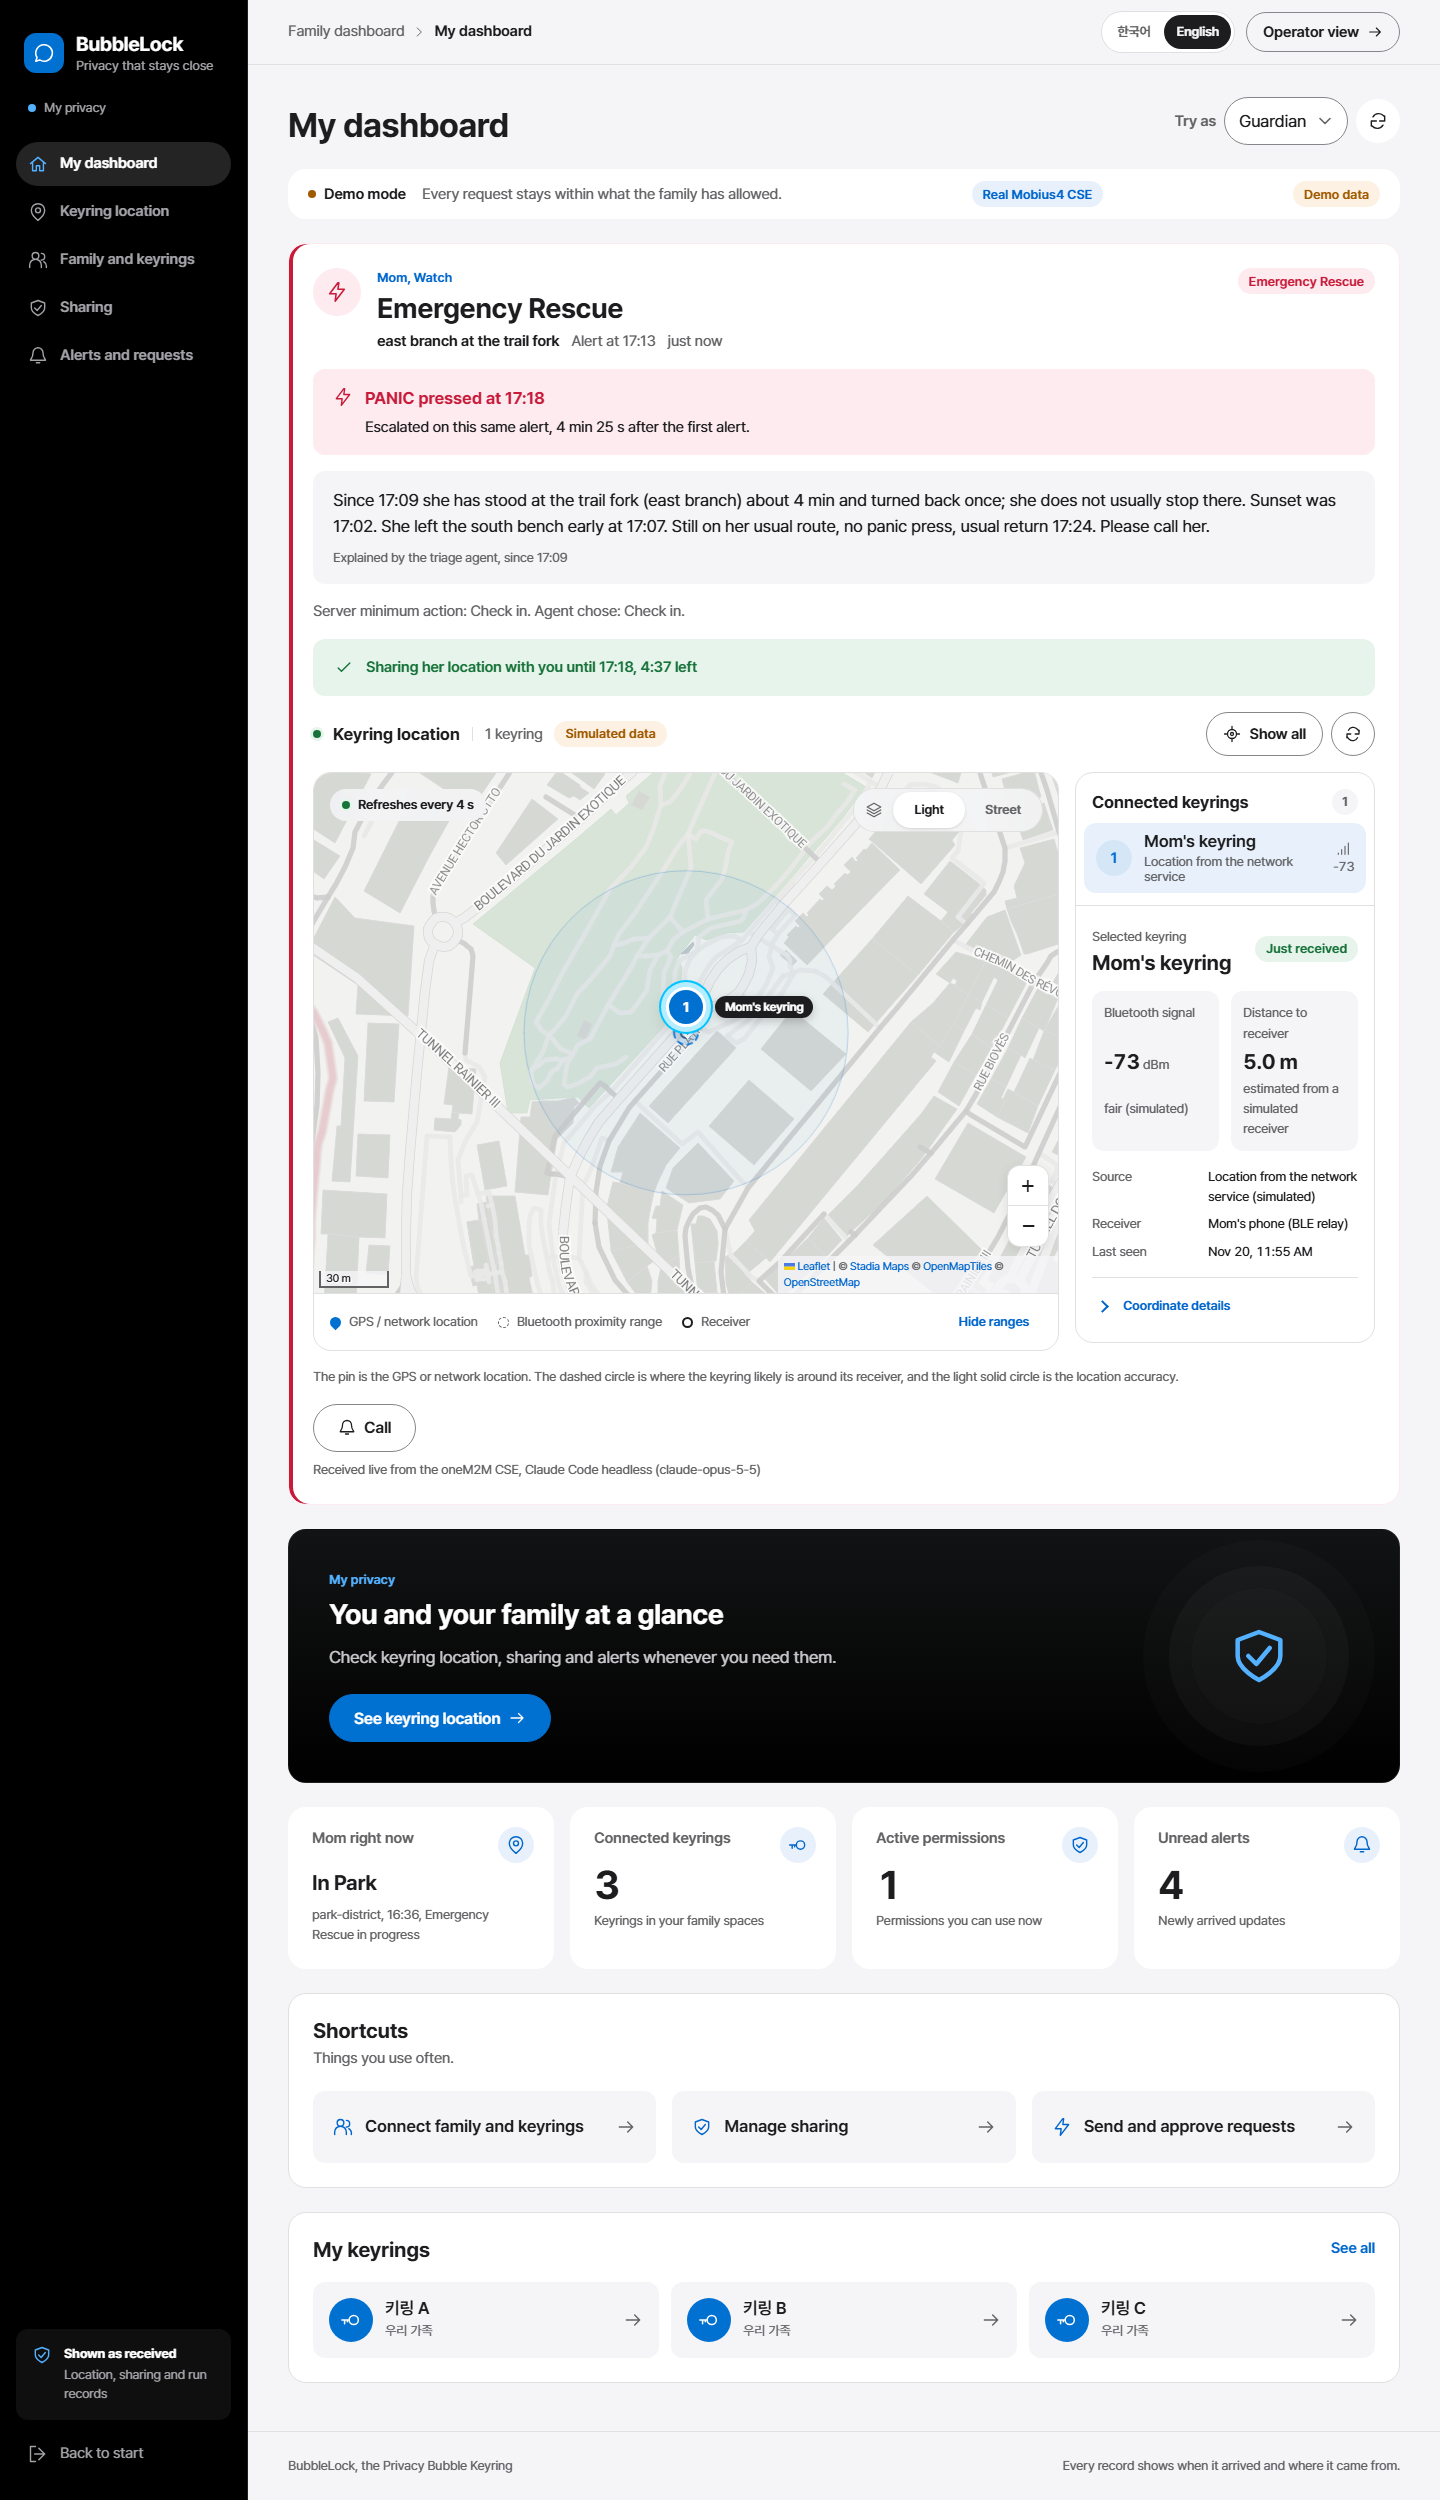 BubbleLock
Privacy that stays close
My privacy
My dashboard
Keyring location
Family and keyrings
Sharing
Alerts and requests
Shown as received
Location, sharing and run
records
Back to start
Family dashboard > My dashboard
한국어 English
Operator view →
My dashboard
Try as Guardian
Demo mode Every request stays within what the family has allowed.
Real Mobius4 CSE
Demo data
Mom, Watch
Emergency Rescue
Emergency Rescue
east branch at the trail fork Alert at 17:13 just now
PANIC pressed at 17:18
Escalated on this same alert, 4 min 25 s after the first alert.
Since 17:09 she has stood at the trail fork (east branch) about 4 min and turned back once; she does not usually stop there. Sunset was
17:02. She left the south bench early at 17:07. Still on her usual route, no panic press, usual return 17:24. Please call her.
Explained by the triage agent, since 17:09
Server minimum action: Check in. Agent chose: Check in.
Sharing her location with you until 17:18, 4:37 left
Keyring location 1 keyring Simulated data
Show all
Refreshes every 4 s
Light Street
BOULEVARD DU JARDIN EXOTIQUE
TUNNEL RAINIER III
RUE BIOVÈS
1
Mom's keyring
+
−
30 m
Leaflet | © Stadia Maps © OpenMapTiles ©
OpenStreetMap
GPS / network location Bluetooth proximity range Receiver
Hide ranges
Connected keyrings 1
1
Mom's keyring
Location from the network
service
-73
Selected keyring
Mom's keyring
Just received
Bluetooth signal
-73 dBm
fair (simulated)
Distance to
receiver
5.0 m
estimated from a
simulated
receiver
Source Location from the network
service (simulated)
Receiver Mom's phone (BLE relay)
Last seen Nov 20, 11:55 AM
Coordinate details
The pin is the GPS or network location. The dashed circle is where the keyring likely is around its receiver, and the light solid circle is the location accuracy.
Call
Received live from the oneM2M CSE, Claude Code headless (claude-opus-5-5)
My privacy
You and your family at a glance
Check keyring location, sharing and alerts whenever you need them.
See keyring location →
Mom right now
In Park
park-district, 16:36, Emergency
Rescue in progress
Connected keyrings
3
Keyrings in your family spaces
Active permissions
1
Permissions you can use now
Unread alerts
4
Newly arrived updates
Shortcuts
Things you use often.
Connect family and keyrings →
Manage sharing →
Send and approve requests →
My keyrings
See all
키링 A
우리 가족
키링 B
우리 가족
키링 C
우리 가족
BubbleLock, the Privacy Bubble Keyring
Every record shows when it arrived and where it came from.